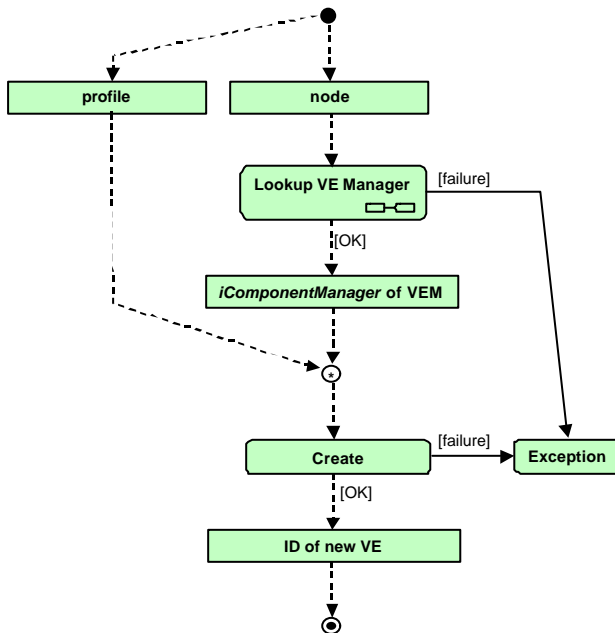 profile
node
Lookup VE Manager
[failure]
[OK]
iComponentManager of VEM
*
Create
[failure]
Exception
[OK]
ID of new VE